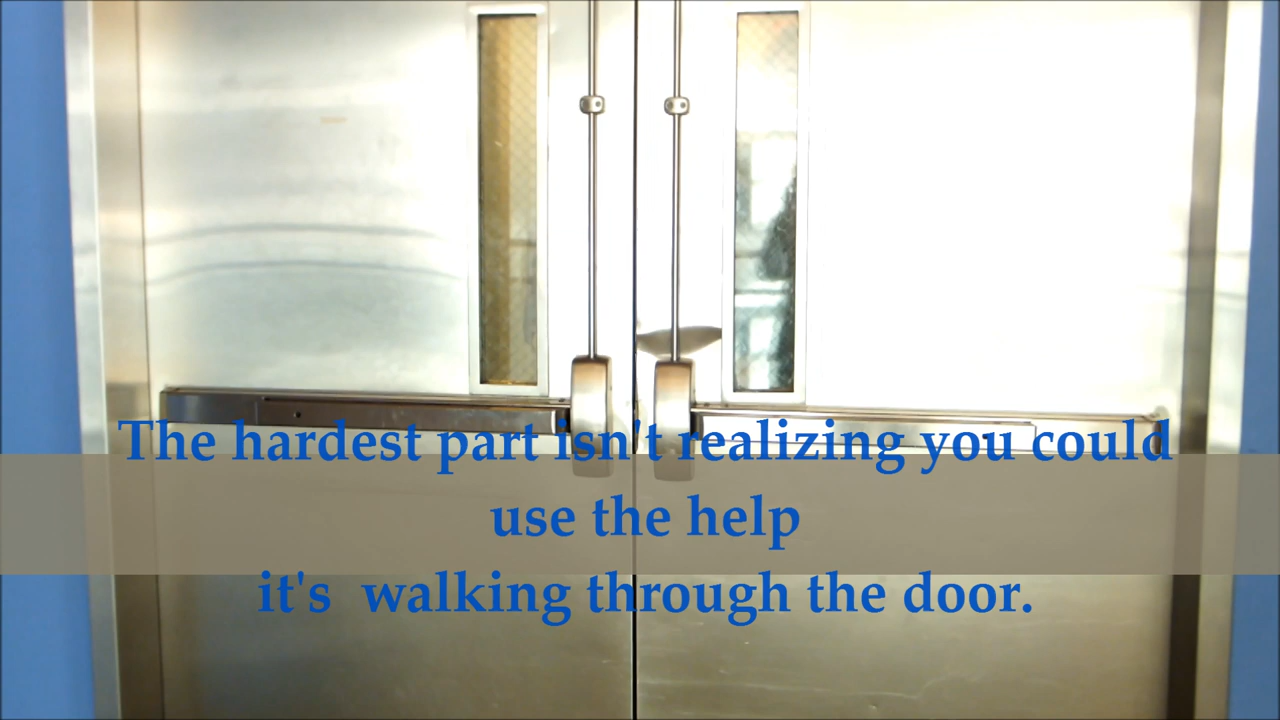 The hardest part isn't realizing you could
use the help
it's  walking through the door.